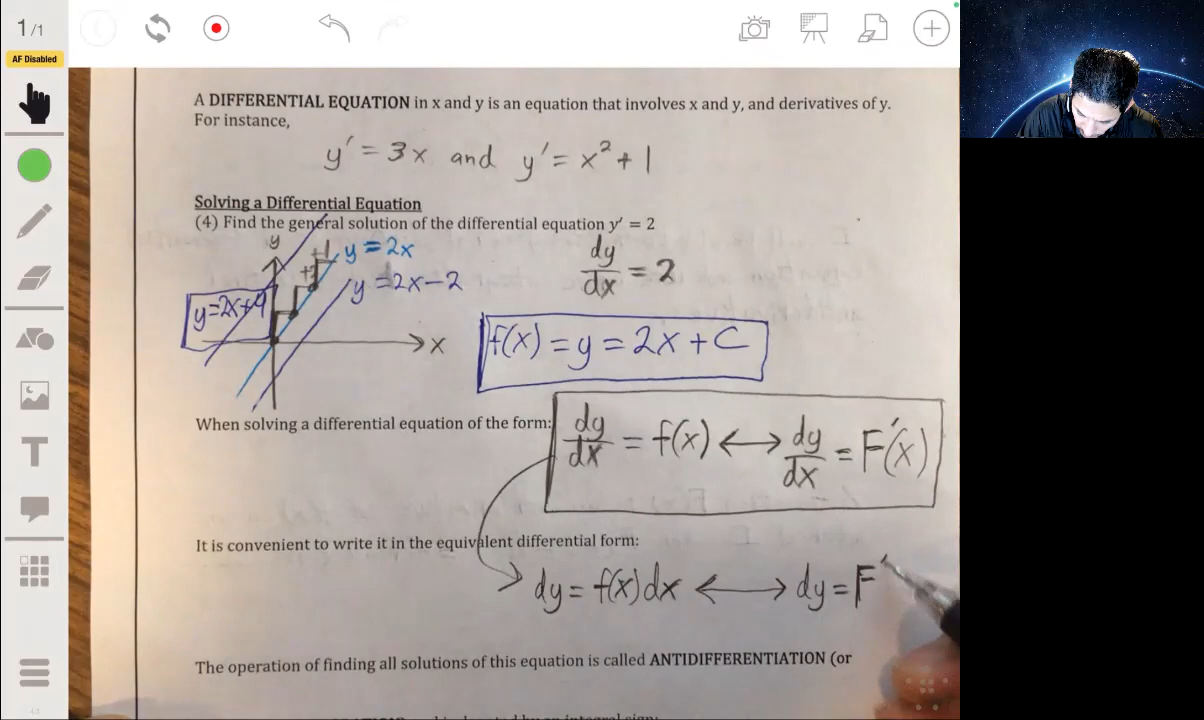 1/1
AF Disabled
A DIFFERENTIAL EQUATION in x and y is an equation that involves x and y, and derivatives of y.
For instance,
y' = 3x and y' = x² + 1
Solving a Differential Equation
(4) Find the general solution of the differential equation y' = 2
y
+1
y = 2x
dy/dx = 2
+2
y = 2x - 2
y = 2x + 9
x
f(x) = y = 2x + C
When solving a differential equation of the form:
dy/dx = f(x) ↔ dy/dx = F'(x)
It is convenient to write it in the equivalent differential form:
dy = f(x)dx ↔ dy = F'
The operation of finding all solutions of this equation is called ANTIDIFFERENTIATION (or
T